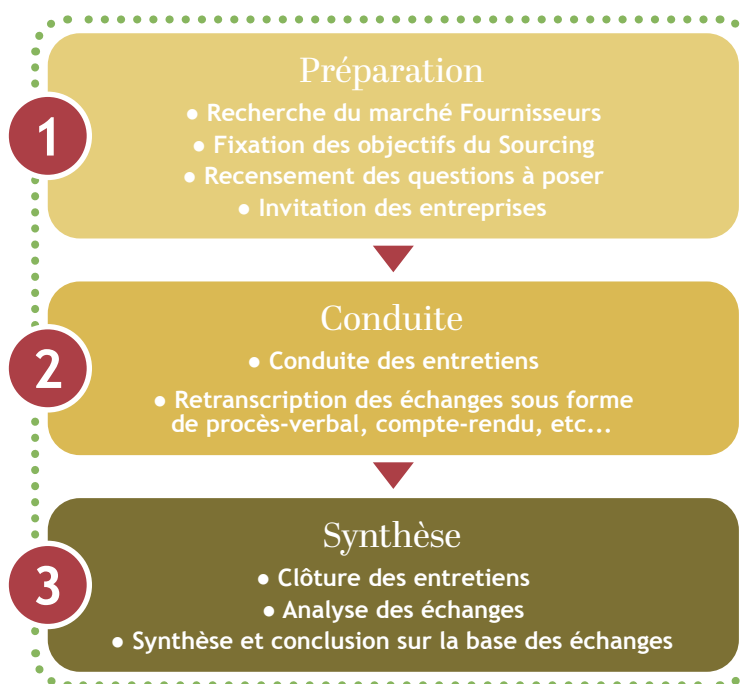 Préparation
● Recherche du marché Fournisseurs
● Fixation des objectifs du Sourcing
● Recensement des questions à poser
● Invitation des entreprises
1
Conduite
● Conduite des entretiens
● Retranscription des échanges sous forme
de procès-verbal, compte-rendu, etc...
2
Synthèse
● Clôture des entretiens
● Analyse des échanges
● Synthèse et conclusion sur la base des échanges
3